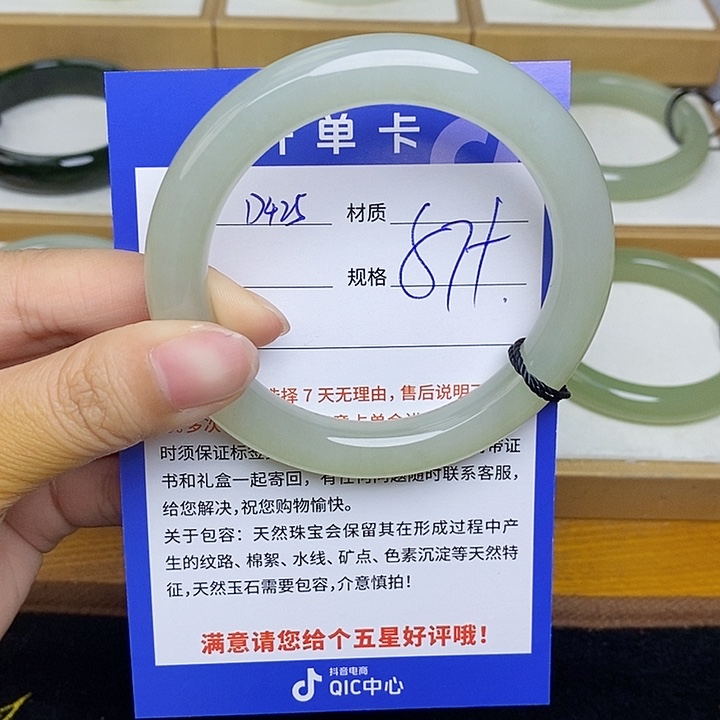 单卡
D425 材质
规格 57+
择7天无理由,售后说明
多次
时须保证标签 带证
书和礼盒一起寄回,有任何问题随时联系客服,
给您解决,祝您购物愉快。
关于包容:天然珠宝会保留其在形成过程中产
生的纹路、棉絮、水线、矿点、色素沉淀等天然特
征,天然玉石需要包容,介意慎拍!
满意请您给个五星好评哦!
抖音电商
QIC中心